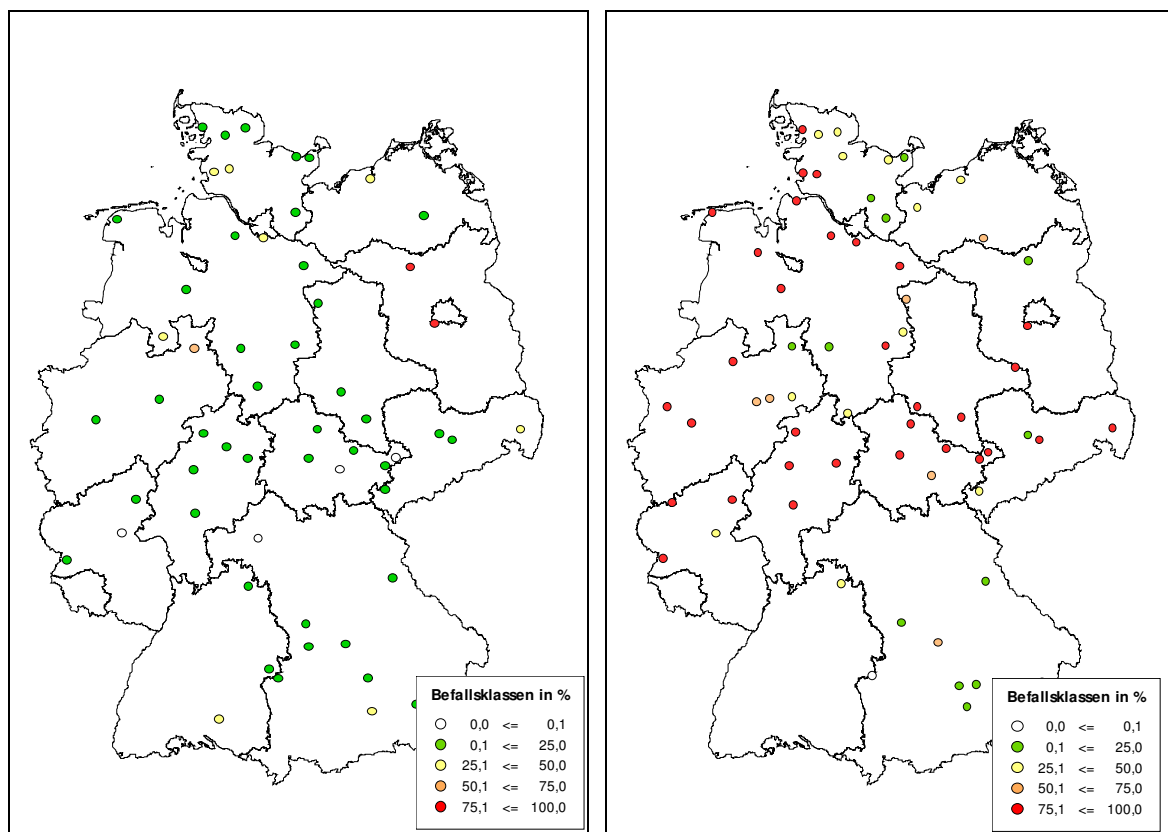 Befallsklassen in %
0,0 <= 0,1
0,1 <= 25,0
25,1 <= 50,0
50,1 <= 75,0
75,1 <= 100,0
Befallsklassen in %
0,0 <= 0,1
0,1 <= 25,0
25,1 <= 50,0
50,1 <= 75,0
75,1 <= 100,0